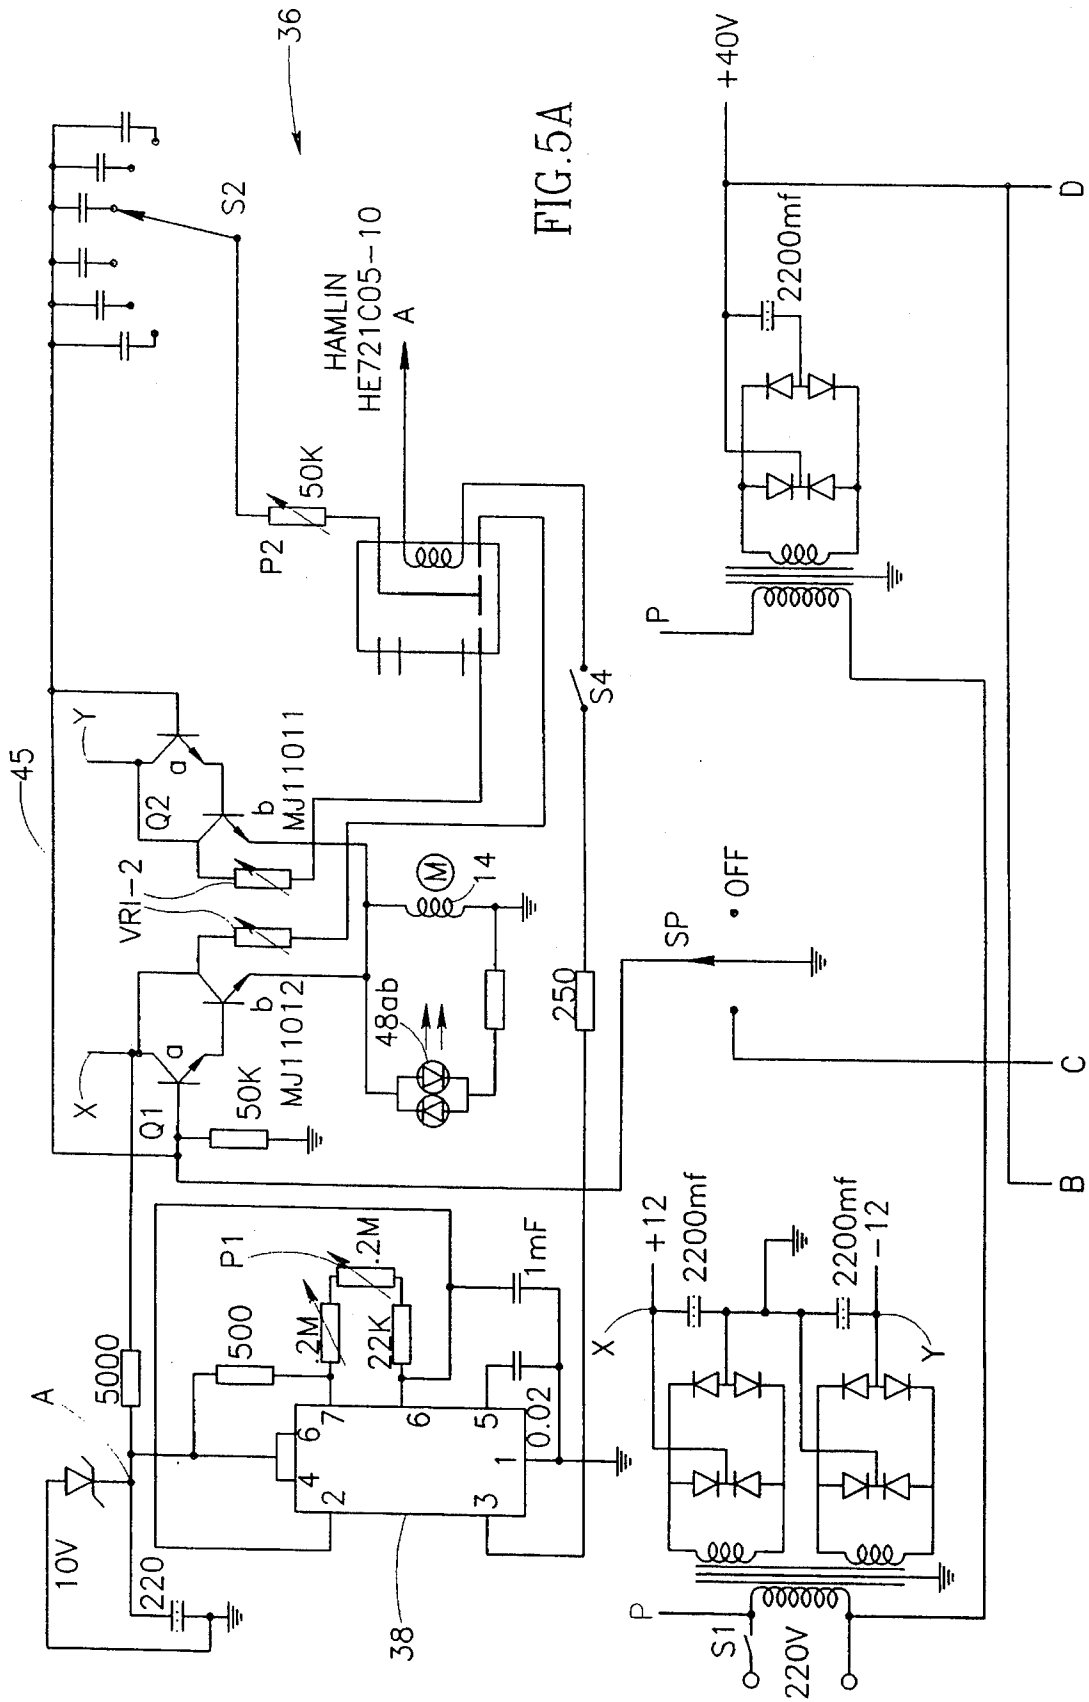 36
45
S2
HAMLIN
HE721C05-10
A
FIG.5A
P2
50K
Y
Q2
a
b
MJ11011
VR1-2
X
Q1
a
b
MJ11012
50K
M
14
48ab
S4
250
SP
OFF
A
5000
10V
220
500
P1
.2M
.2M
22K
1mF
0.02
4
6
7
2
6
5
3
1
38
+40V
2200mf
D
P
C
B
X
+12
2200mf
2200mf
-12
Y
P
S1
220V